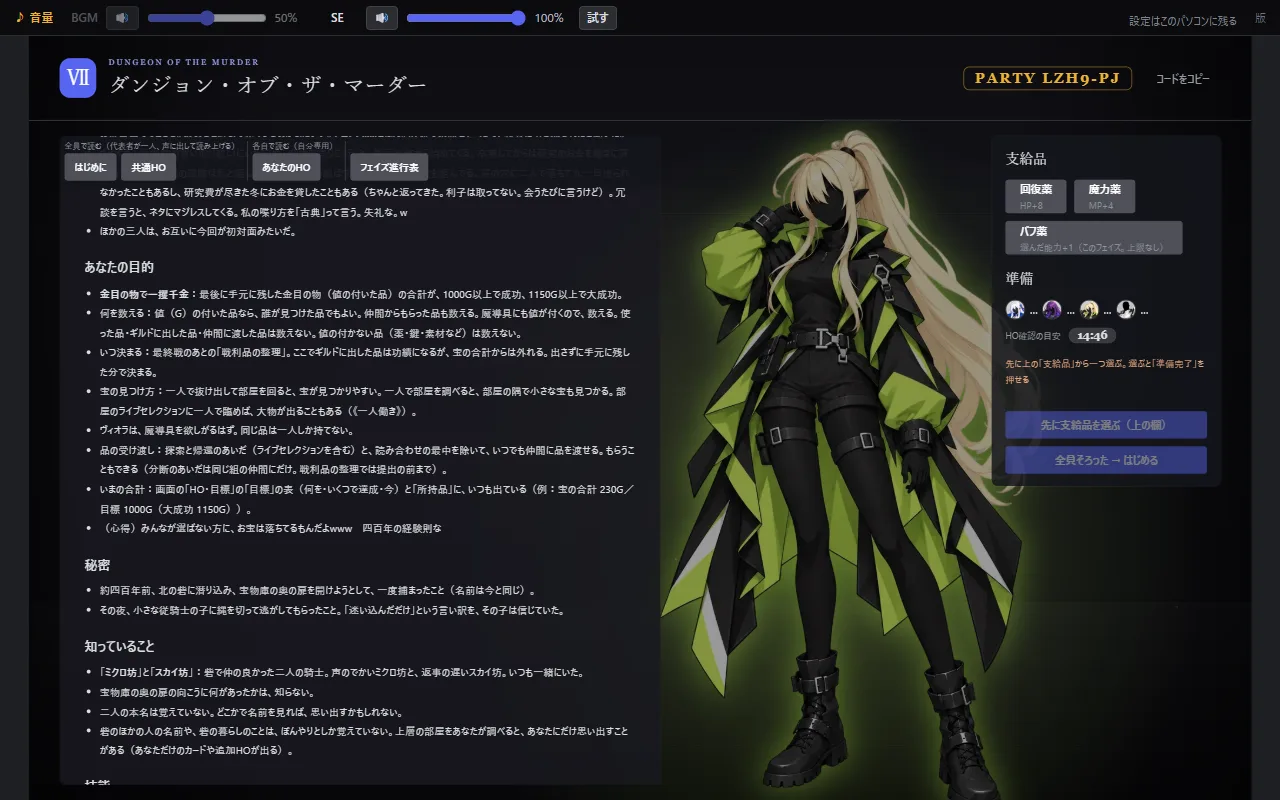 ♪ 音量 BGM 50% SE 100% 試す 設定はこのパソコンに残る 版
VII
DUNGEON OF THE MURDER
ダンジョン・オブ・ザ・マーダー
PARTY LZH9-PJ
コードをコピー
全員で読む（代表者が一人、声に出して読み上げる）
各自で読む（自分専用）
はじめに 共通HO あなたのHO フェイズ進行表
なかったこともあるし、研究費が尽きた冬にお金を貸したこともある（ちゃんと返ってきた。利子は取ってない。会うたびに言うけど）。冗
談を言うと、ネタにマジレスしてくる。私の喋り方を「古典」って言う。失礼な。w
• ほかの三人は、お互いに今回が初対面みたいだ。
あなたの目的
• 金目の物で一攫千金：最後に手元に残した金目の物（値の付いた品）の合計が、1000G以上で成功、1150G以上で大成功。
• 何を数える：値（G）の付いた品なら、誰が見つけた品でもよい。仲間からもらった品も数える。魔導具にも値が付くので、数える。使
った品・ギルドに出した品・仲間に渡した品は数えない。値の付かない品（薬・鍵・素材など）は数えない。
• いつ決まる：最終戦のあとの「戦利品の整理」。ここでギルドに出した品は功績になるが、宝の合計からは外れる。出さずに手元に残し
た分で決まる。
• 宝の見つけ方：一人で抜け出して部屋を回ると、宝が見つかりやすい。一人で部屋を調べると、部屋の隅で小さな宝も見つかる。部
屋のライブセレクションに一人で臨めば、大物が出ることもある（《一人働き》）。
• ヴィオラは、魔導具を欲しがるはず。同じ品は一人しか持てない。
• 品の受け渡し：探索と帰還のあいだ（ライブセレクションを含む）と、読み合わせの最中を除いて、いつでも仲間に品を渡せる。もらうこ
ともできる（分断のあいだは同じ組の仲間にだけ。戦利品の整理では提出の前まで）。
• いまの合計：画面の「HO・目標」の「目標」の表（何を・いくつで達成・今）と「所持品」に、いつも出ている（例：宝の合計 230G／
目標 1000G（大成功 1150G））。
• （心得）みんなが選ばない方に、お宝は落ちてるもんだよwww 四百年の経験則な
秘密
• 約四百年前、北の砦に潜り込み、宝物庫の奥の扉を開けようとして、一度捕まったこと（名前は今と同じ）。
• その夜、小さな従騎士の子に縄を切って逃がしてもらったこと。「迷い込んだだけ」という言い訳を、その子は信じていた。
知っていること
• 「ミクロ坊」と「スカイ坊」：砦で仲の良かった二人の騎士。声のでかいミクロ坊と、返事の遅いスカイ坊。いつも一緒にいた。
• 宝物庫の奥の扉の向こうに何があったかは、知らない。
• 二人の本名は覚えていない。どこかで名前を見れば、思い出すかもしれない。
• 砦のほかの人の名前や、砦の暮らしのことは、ぼんやりとしか覚えていない。上層の部屋をあなたが調べると、あなたにだけ思い出すこと
がある（あなただけのカードや追加HOが出る）。
支給品
回復薬
HP+8
魔力薬
MP+4
バフ薬
選んだ能力+1（このフェイズ。上限なし）
準備
... ... ... ...
HO確認の目安 14:46
先に上の「支給品」から一つ選ぶ。選ぶと「準備完了」を
押せる
先に支給品を選ぶ（上の欄）
全員そろった → はじめる